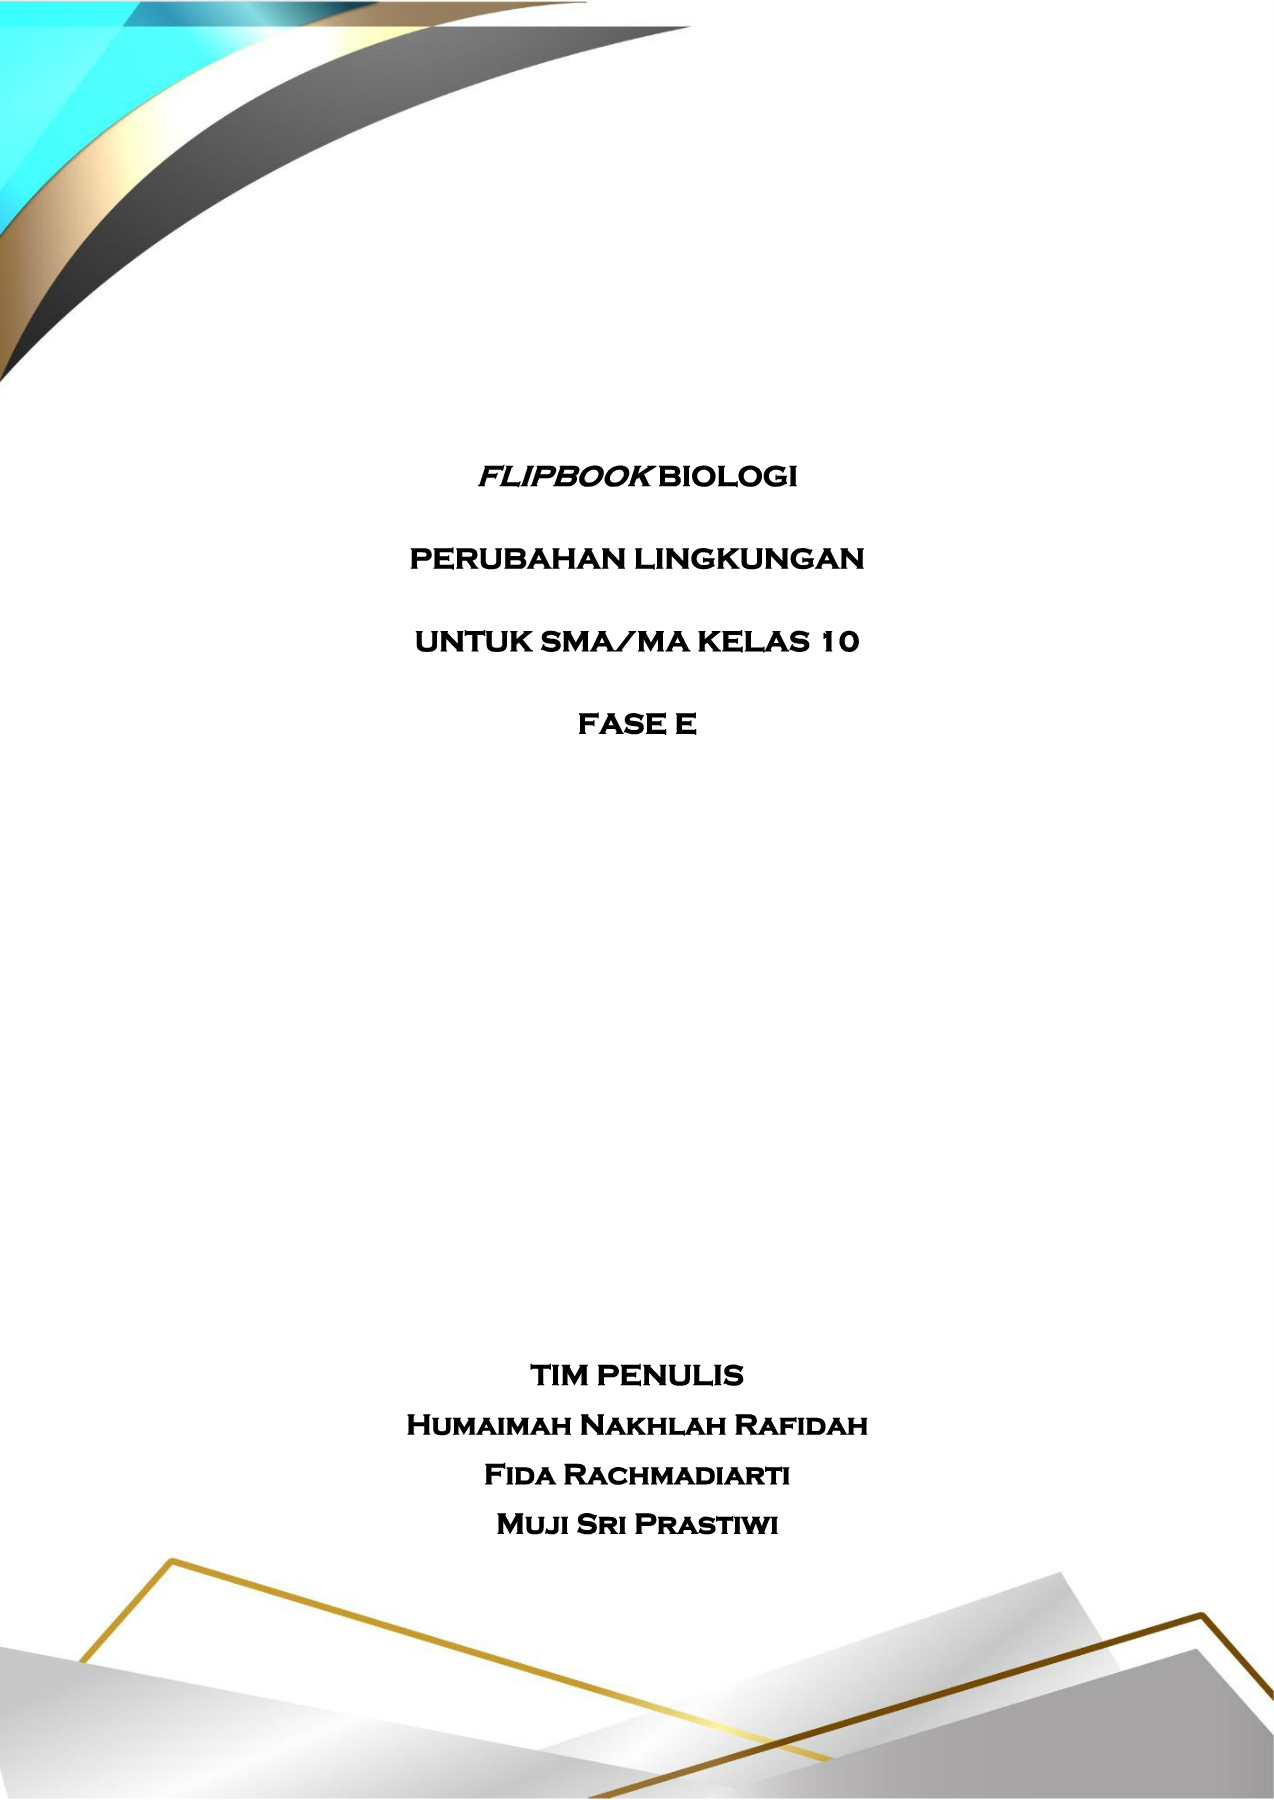 FLIPBOOK BIOLOGI
PERUBAHAN LINGKUNGAN
UNTUK SMA/MA KELAS 10
FASE E
TIM PENULIS
Humaimah Nakhlah Rafidah
Fida Rachmadiarti
Muji Sri Prastiwi